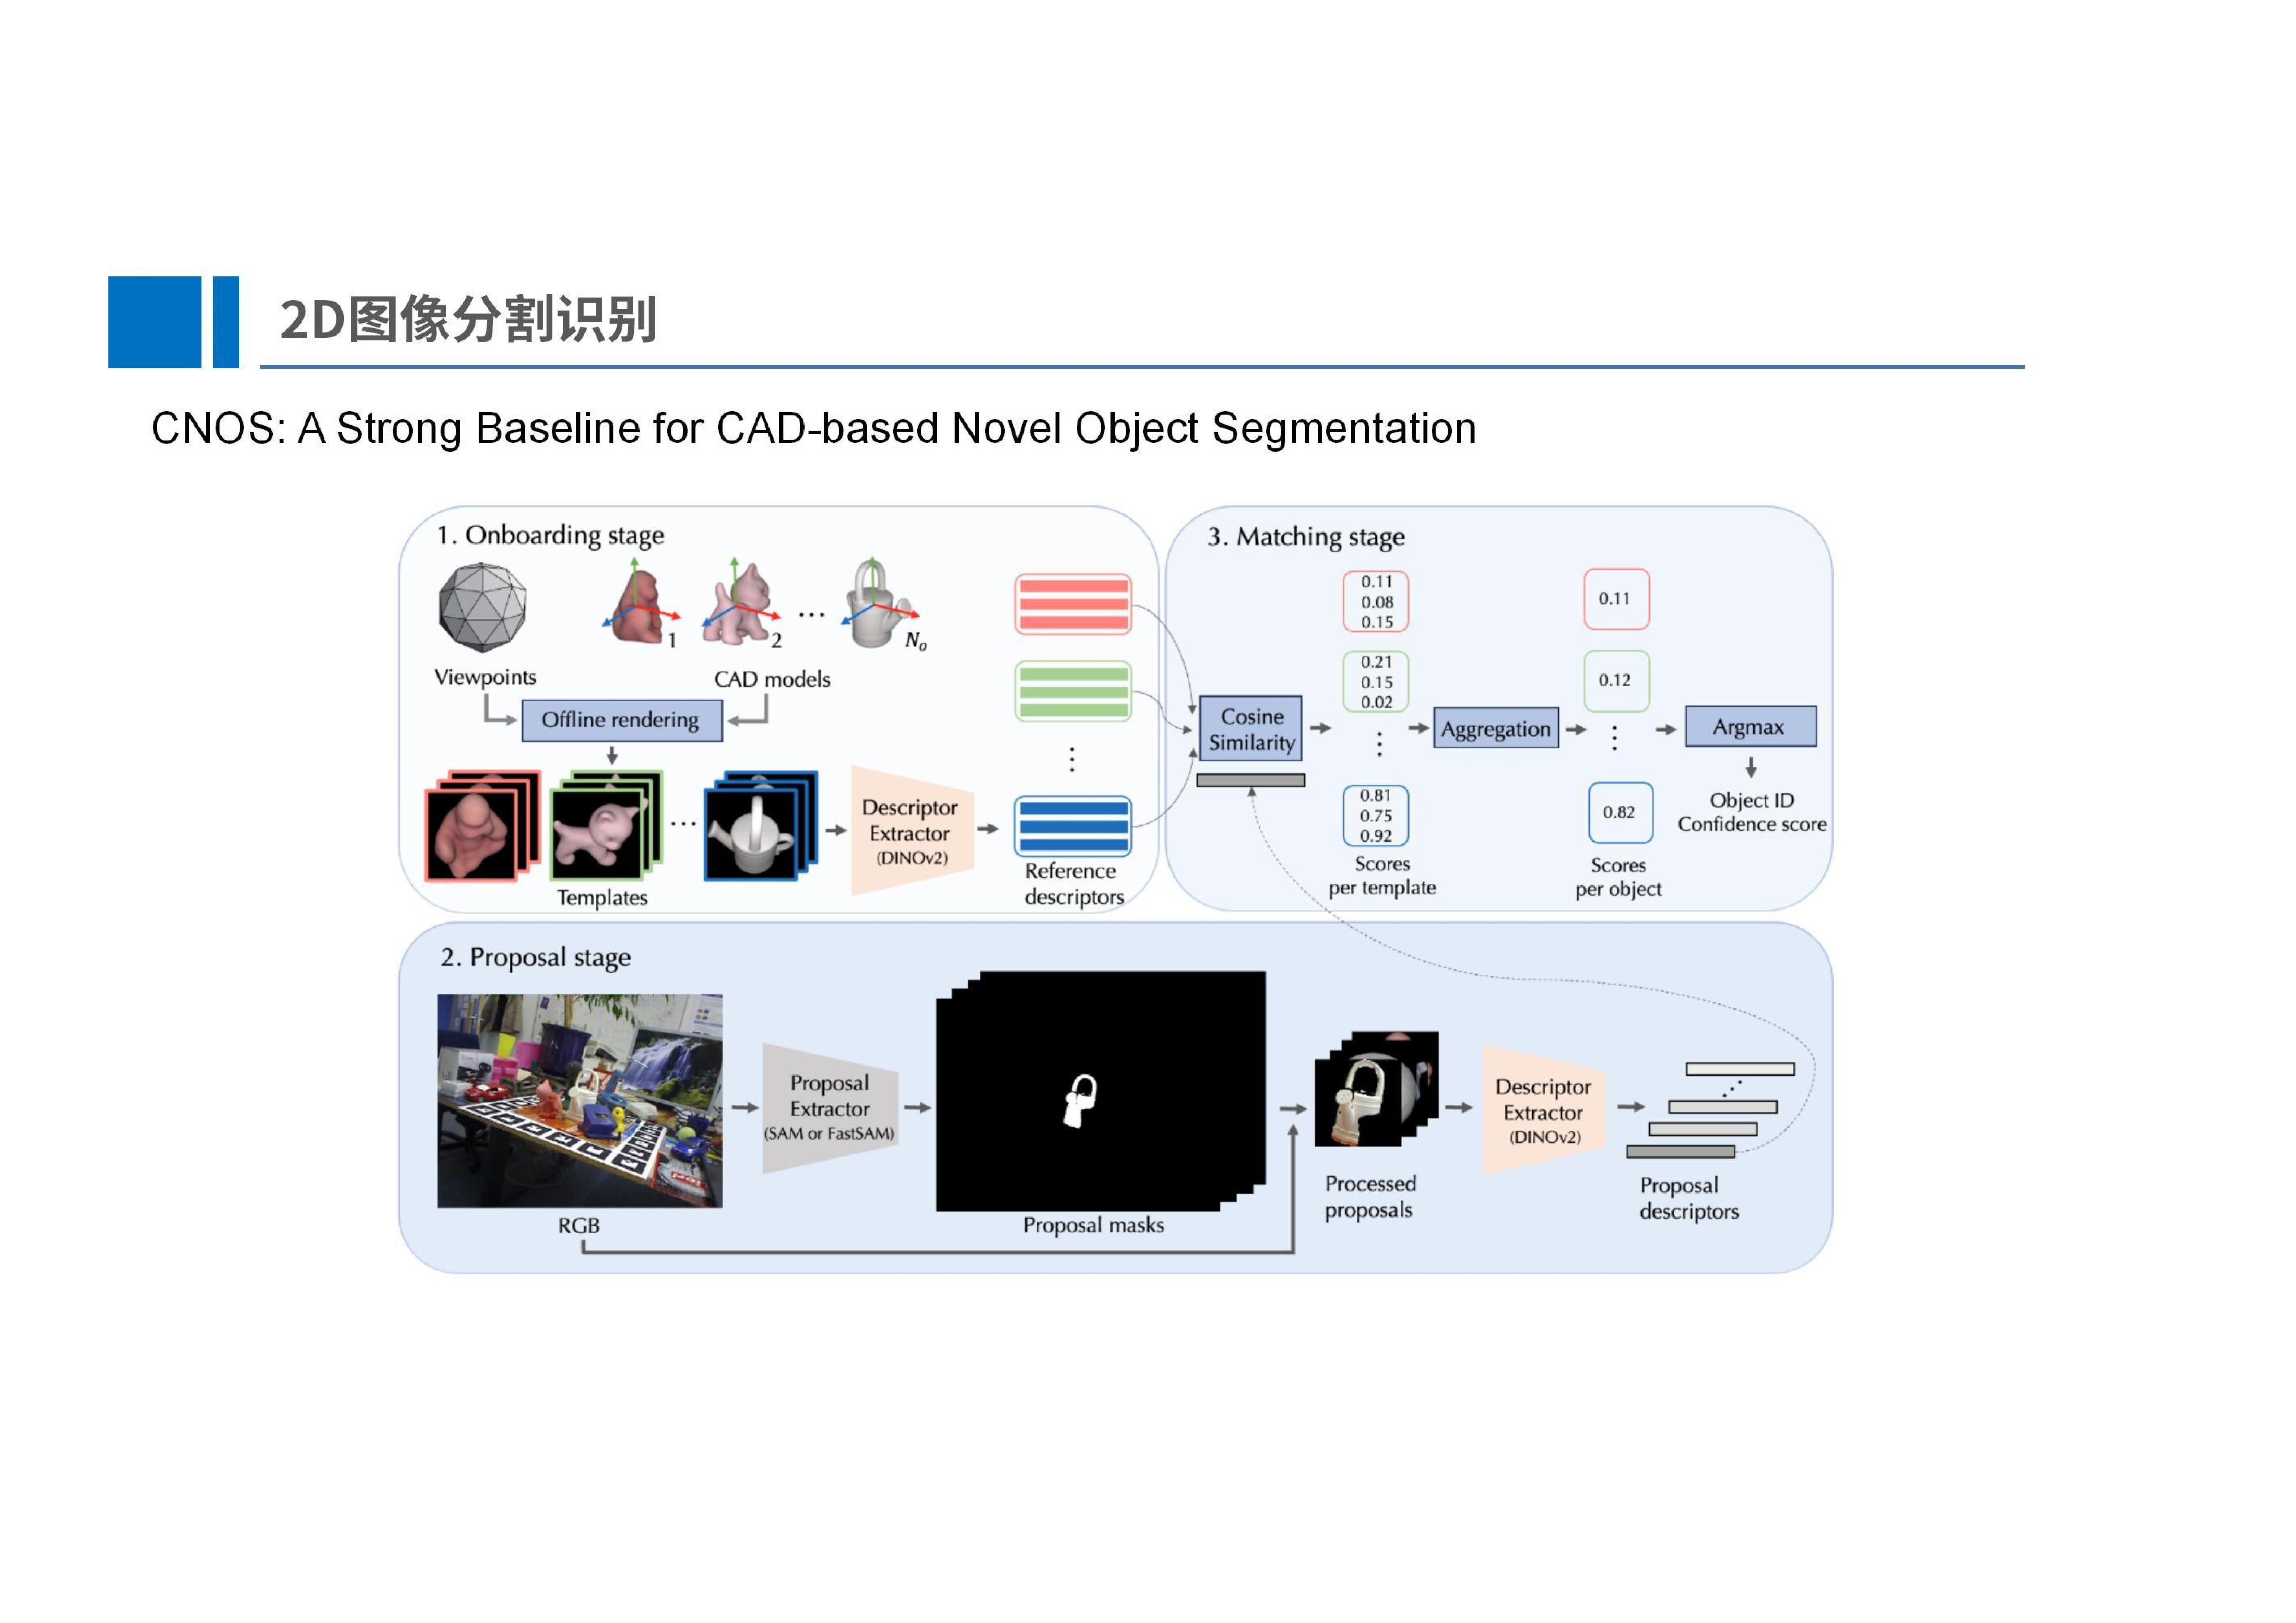 2D图像分割识别
CNOS: A Strong Baseline for CAD-based Novel Object Segmentation
1. Onboarding stage
1
2
...
No
Viewpoints
CAD models
Offline rendering
...
Templates
Descriptor
Extractor
(DINOv2)
Reference
descriptors
3. Matching stage
Cosine
Similarity
0.11
0.08
0.15
0.21
0.15
0.02
0.81
0.75
0.92
Scores
per template
Aggregation
0.11
0.12
0.82
Scores
per object
Argmax
Object ID
Confidence score
2. Proposal stage
RGB
Proposal
Extractor
(SAM or FastSAM)
Proposal masks
Processed
proposals
Descriptor
Extractor
(DINOv2)
Proposal
descriptors